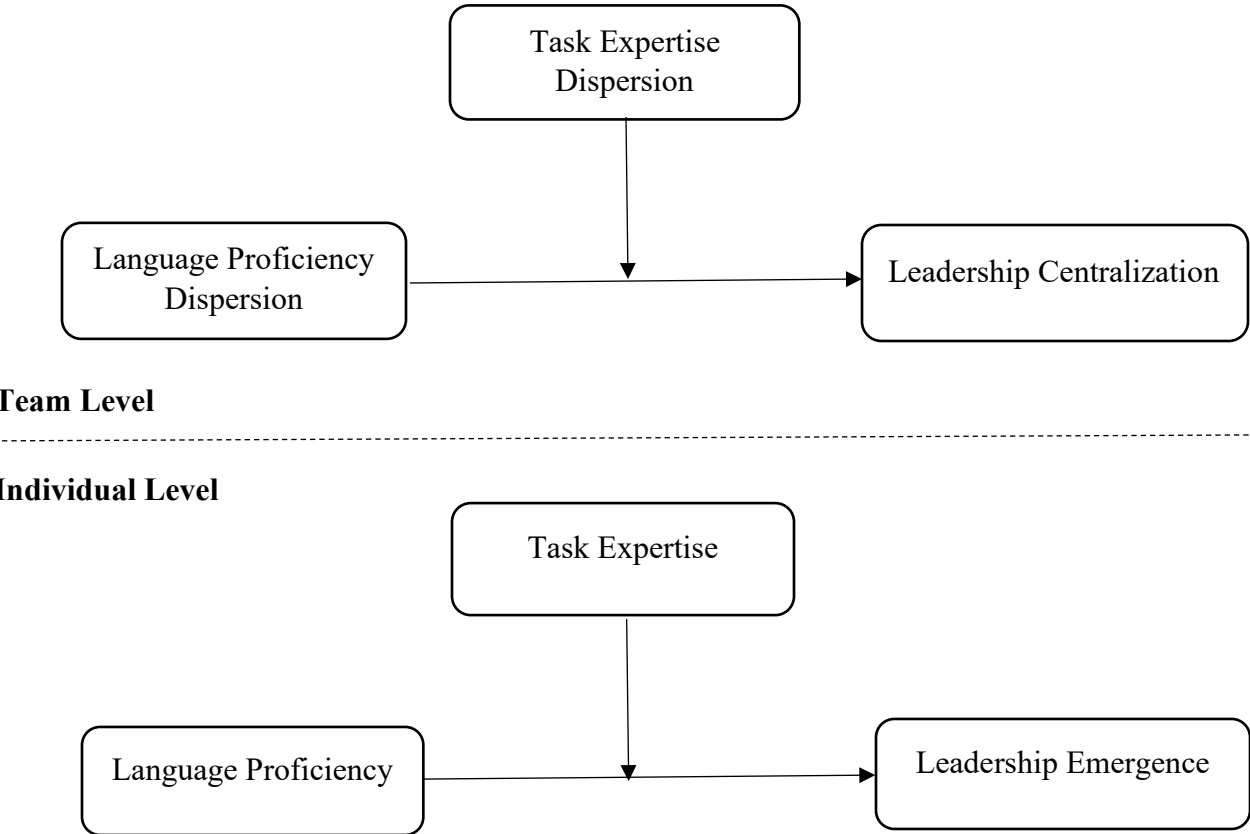 Task Expertise
Dispersion
Language Proficiency
Dispersion
Leadership Centralization
Team Level
Individual Level
Task Expertise
Language Proficiency
Leadership Emergence